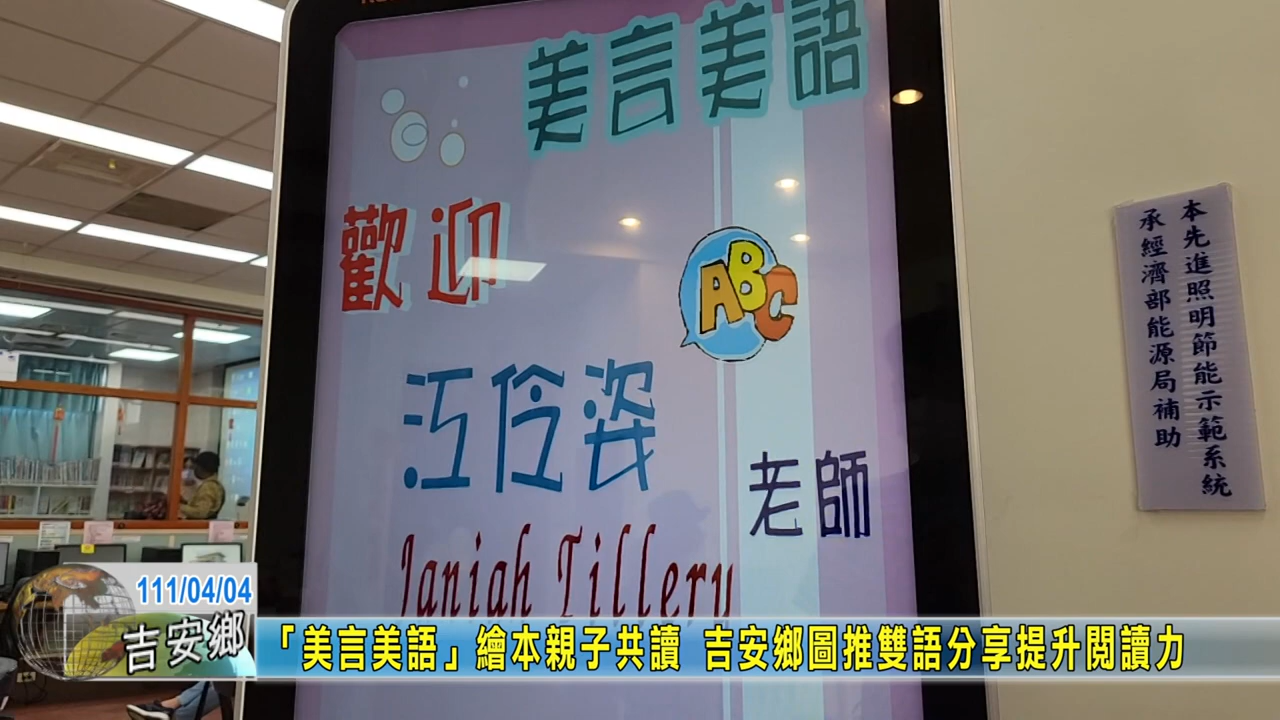 美言美語
歡迎
ABC
江伶姿
老師
Janiah Tillery
本先進照明節能示範系統
承經濟部能源局補助
111/04/04
吉安鄉
「美言美語」繪本親子共讀 吉安鄉圖推雙語分享提升閱讀力